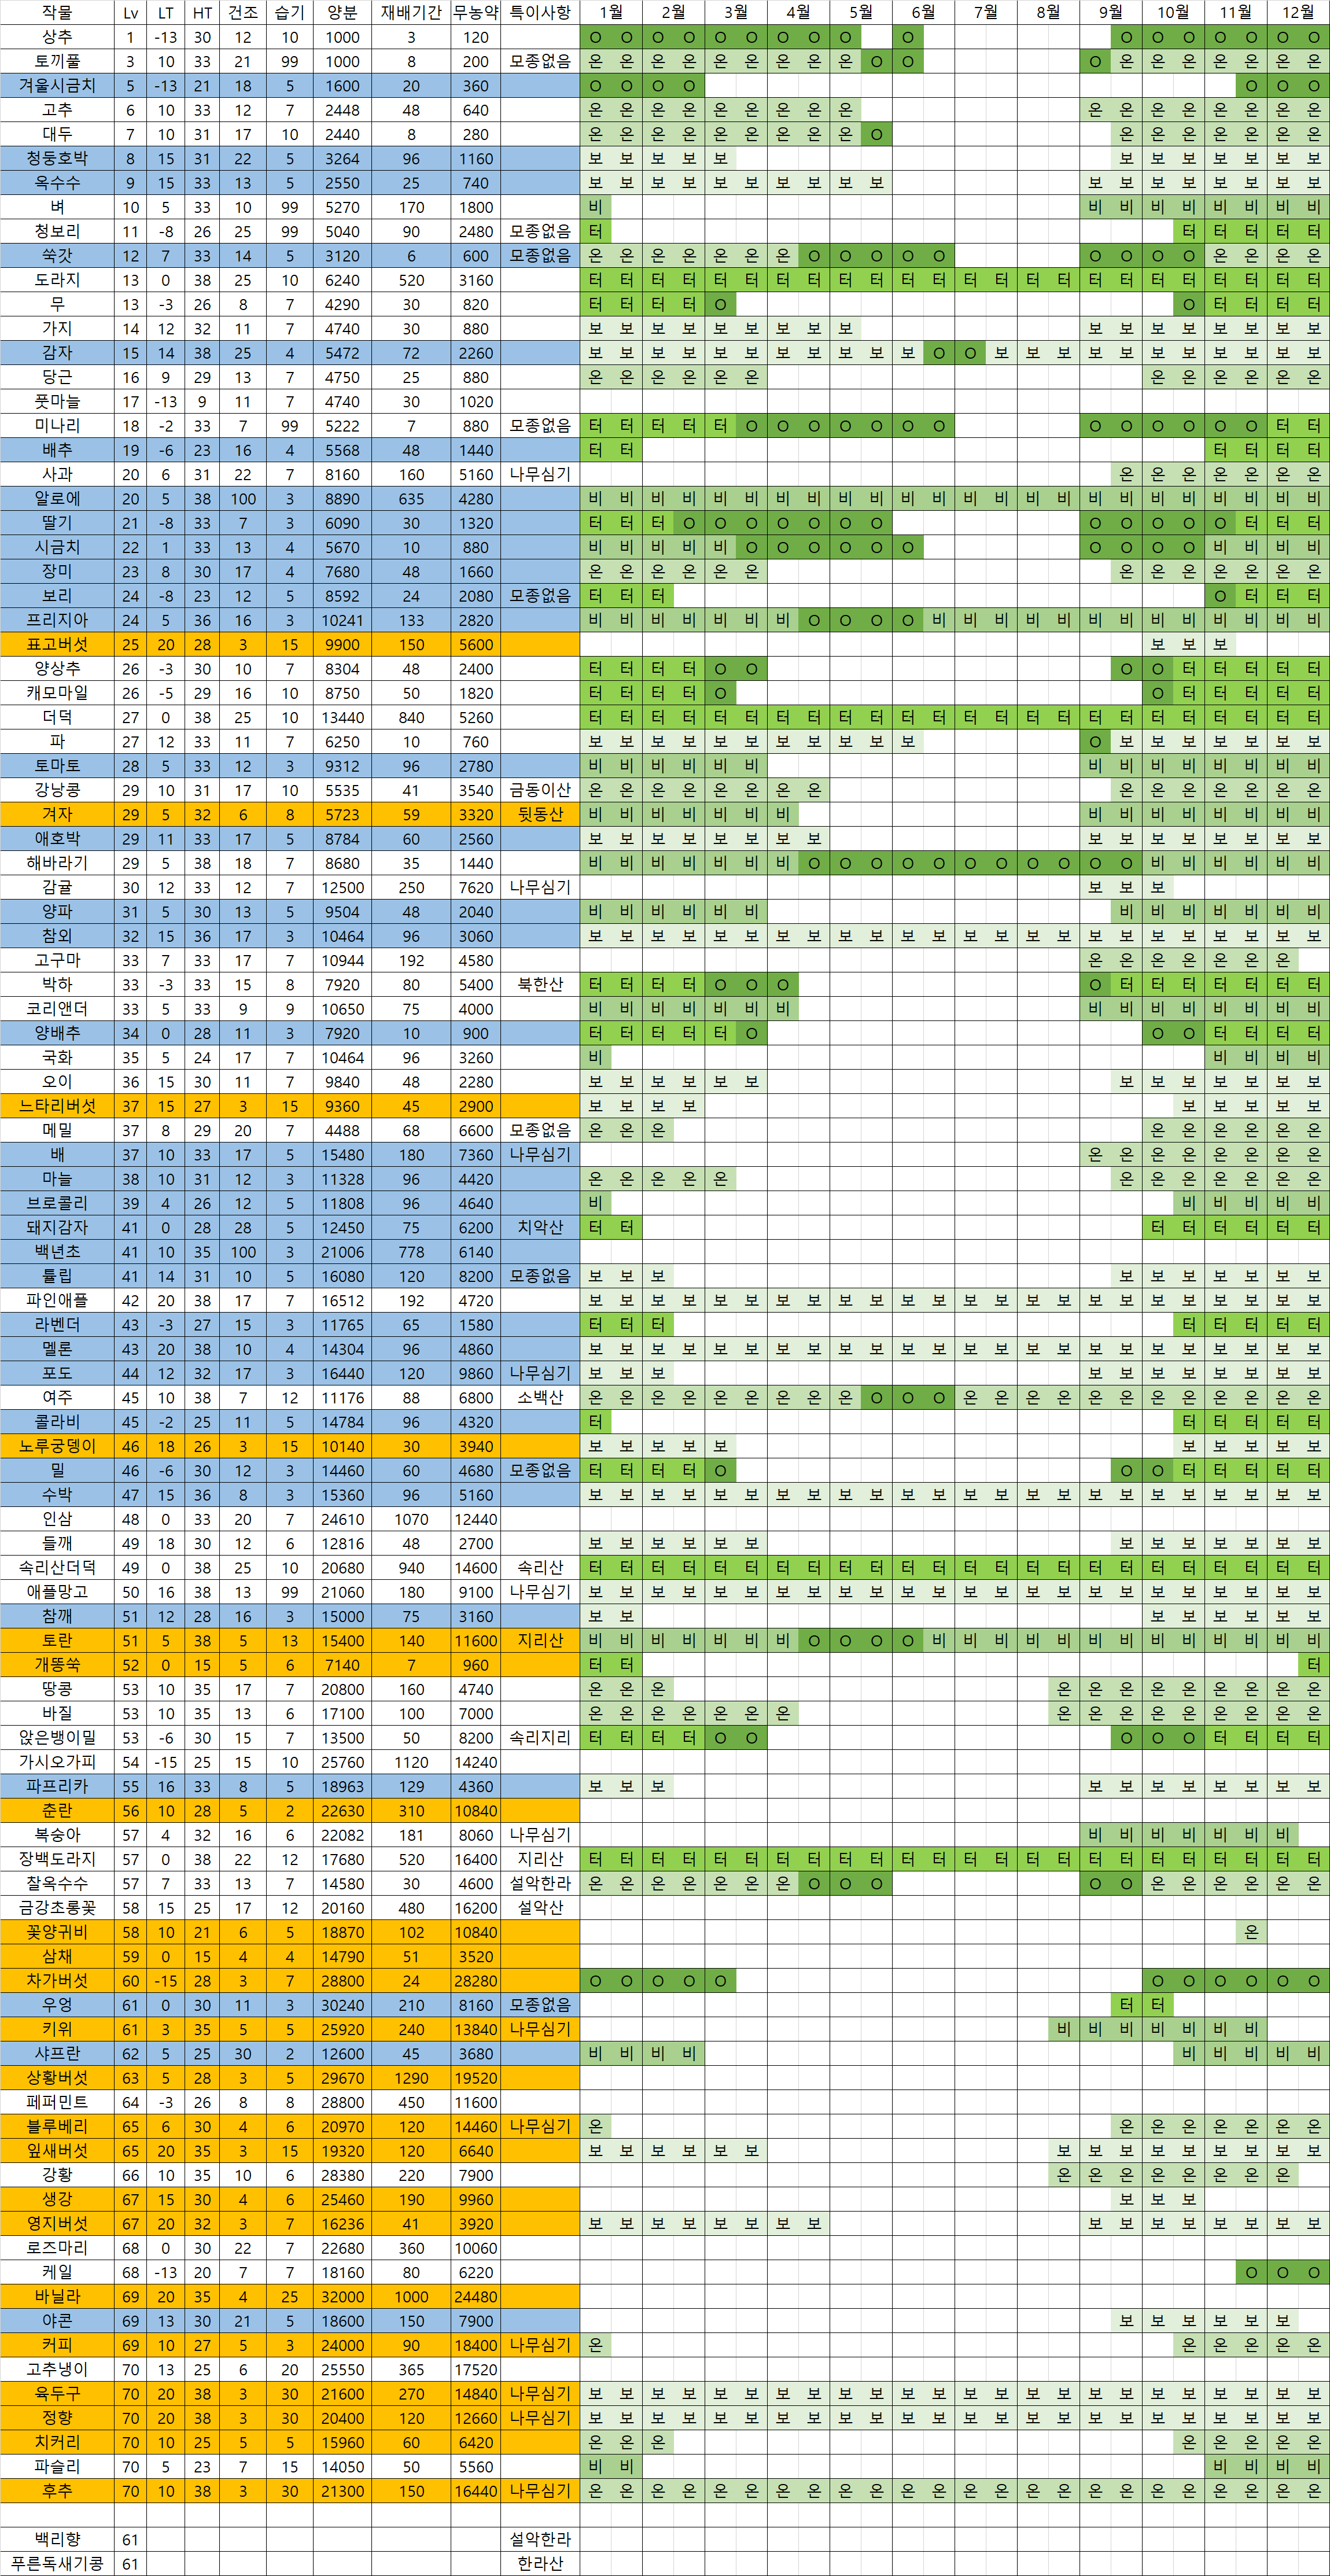 작물 Lv LT HT 건조 습기 양분 재배기간 무농약 특이사항 1월 2월 3월 4월 5월 6월 7월 8월 9월 10월 11월 12월
상추 1 -13 30 12 10 1000 3 120 O O O O O O O O O O O O O O O O O
토끼풀 3 10 33 21 99 1000 8 200 모종없음 온 온 온 온 온 온 온 온 온 O O O 온 온 온 온 온 온 온
겨울시금치 5 -13 21 18 5 1600 20 360 O O O O O O O
고추 6 10 33 12 7 2448 48 640 온 온 온 온 온 온 온 온 온 온 온 온 온 온 온 온 온
대두 7 10 31 17 10 2440 8 280 온 온 온 온 온 온 온 온 온 O 온 온 온 온 온 온 온
청둥호박 8 15 31 22 5 3264 96 1160 보 보 보 보 보 보 보 보 보 보 보 보
옥수수 9 15 33 13 5 2550 25 740 보 보 보 보 보 보 보 보 보 보 보 보 보 보 보 보 보 보
벼 10 5 33 10 99 5270 170 1800 비 비 비 비 비 비 비 비 비
청보리 11 -8 26 25 99 5040 90 2480 모종없음 터 터 터 터 터 터
쑥갓 12 7 33 14 5 3120 6 600 모종없음 온 온 온 온 온 온 온 O O O O O O O O O 온 온 온 온
도라지 13 0 38 25 10 6240 520 3160 터 터 터 터 터 터 터 터 터 터 터 터 터 터 터 터 터 터 터 터 터 터 터 터
무 13 -3 26 8 7 4290 30 820 터 터 터 터 O O 터 터 터 터
가지 14 12 32 11 7 4740 30 880 보 보 보 보 보 보 보 보 보 보 보 보 보 보 보 보 보
감자 15 14 38 25 4 5472 72 2260 보 보 보 보 보 보 보 보 보 보 보 O O 보 보 보 보 보 보 보 보 보 보 보
당근 16 9 29 13 7 4750 25 880 온 온 온 온 온 온 온 온 온 온 온 온
풋마늘 17 -13 9 11 7 4740 30 1020
미나리 18 -2 33 7 99 5222 7 880 모종없음 터 터 터 터 터 O O O O O O O O O O O O 터 터
배추 19 -6 23 16 4 5568 48 1440 터 터 터 터 터 터
사과 20 6 31 22 7 8160 160 5160 나무심기 온 온 온 온 온 온 온
알로에 20 5 38 100 3 8890 635 4280 비 비 비 비 비 비 비 비 비 비 비 비 비 비 비 비 비 비 비 비 비 비 비 비
딸기 21 -8 33 7 3 6090 30 1320 터 터 터 O O O O O O O O O O O O 터 터 터
시금치 22 1 33 13 4 5670 10 880 비 비 비 비 비 O O O O O O O O O O 비 비 비 비
장미 23 8 30 17 4 7680 48 1660 온 온 온 온 온 온 온 온 온 온 온 온 온
보리 24 -8 23 12 5 8592 24 2080 모종없음 터 터 터 O 터 터 터
프리지아 24 5 36 16 3 10241 133 2820 비 비 비 비 비 비 비 O O O O 비 비 비 비 비 비 비 비 비 비 비 비 비
표고버섯 25 20 28 3 15 9900 150 5600 보 보 보
양상추 26 -3 30 10 7 8304 48 2400 터 터 터 터 O O O O 터 터 터 터 터
캐모마일 26 -5 29 16 10 8750 50 1820 터 터 터 터 O O 터 터 터 터 터
더덕 27 0 38 25 10 13440 840 5260 터 터 터 터 터 터 터 터 터 터 터 터 터 터 터 터 터 터 터 터 터 터 터 터
파 27 12 33 11 7 6250 10 760 보 보 보 보 보 보 보 보 보 보 보 O 보 보 보 보 보 보 보
토마토 28 5 33 12 3 9312 96 2780 비 비 비 비 비 비 비 비 비 비 비 비 비 비
강낭콩 29 10 31 17 10 5535 41 3540 금동이산 온 온 온 온 온 온 온 온 온 온 온 온 온 온 온
겨자 29 5 32 6 8 5723 59 3320 뒷동산 비 비 비 비 비 비 비 비 비 비 비 비 비 비 비
애호박 29 11 33 17 5 8784 60 2560 보 보 보 보 보 보 보 보 보 보 보 보 보 보 보 보
해바라기 29 5 38 18 7 8680 35 1440 비 비 비 비 비 비 비 O O O O O O O O O O O 비 비 비 비 비 비
감귤 30 12 33 12 7 12500 250 7620 나무심기 보 보 보
양파 31 5 30 13 5 9504 48 2040 비 비 비 비 비 비 비 비 비 비 비 비 비
참외 32 15 36 17 3 10464 96 3060 보 보 보 보 보 보 보 보 보 보 보 보 보 보 보 보 보 보 보 보 보 보 보 보
고구마 33 7 33 17 7 10944 192 4580 온 온 온 온 온 온 온
박하 33 -3 33 15 8 7920 80 5400 북한산 터 터 터 터 O O O O 터 터 터 터 터 터 터
코리앤더 33 5 33 9 9 10650 75 4000 비 비 비 비 비 비 비 비 비 비 비 비 비 비 비
양배추 34 0 28 11 3 7920 10 900 터 터 터 터 터 O O O 터 터 터 터
국화 35 5 24 17 7 10464 96 3260 비 비 비 비 비
오이 36 15 30 11 7 9840 48 2280 보 보 보 보 보 보 보 보 보 보 보 보 보
느타리버섯 37 15 27 3 15 9360 45 2900 보 보 보 보 보 보 보 보 보
메밀 37 8 29 20 7 4488 68 6600 모종없음 온 온 온 온 온 온 온 온 온
배 37 10 33 17 5 15480 180 7360 나무심기 온 온 온 온 온 온 온 온
마늘 38 10 31 12 3 11328 96 4420 온 온 온 온 온 온 온 온 온 온 온 온
브로콜리 39 4 26 12 5 11808 96 4640 비 비 비 비 비 비
돼지감자 41 0 28 28 5 12450 75 6200 치악산 터 터 터 터 터 터 터 터
백년초 41 10 35 100 3 21006 778 6140
튤립 41 14 31 10 5 16080 120 8200 모종없음 보 보 보 보 보 보 보 보 보 보
파인애플 42 20 38 17 7 16512 192 4720 보 보 보 보 보 보 보 보 보 보 보 보 보 보 보 보 보 보 보 보 보 보 보 보
라벤더 43 -3 27 15 3 11765 65 1580 터 터 터 터 터 터 터 터
멜론 43 20 38 10 4 14304 96 4860 보 보 보 보 보 보 보 보 보 보 보 보 보 보 보 보 보 보 보 보 보 보 보 보
포도 44 12 32 17 3 16440 120 9860 나무심기 보 보 보 보 보 보 보 보 보 보 보
여주 45 10 38 7 12 11176 88 6800 소백산 온 온 온 온 온 온 온 온 온 O O O 온 온 온 온 온 온 온 온 온 온 온 온
콜라비 45 -2 25 11 5 14784 96 4320 터 터 터 터 터 터
노루궁뎅이 46 18 26 3 15 10140 30 3940 보 보 보 보 보 보 보 보 보 보
밀 46 -6 30 12 3 14460 60 4680 모종없음 터 터 터 터 O O O 터 터 터 터 터
수박 47 15 36 8 3 15360 96 5160 보 보 보 보 보 보 보 보 보 보 보 보 보 보 보 보 보 보 보 보 보 보 보 보
인삼 48 0 33 20 7 24610 1070 12440
들깨 49 18 30 12 6 12816 48 2700 보 보 보 보 보 보 보 보 보 보 보 보 보
속리산더덕 49 0 38 25 10 20680 940 14600 속리산 터 터 터 터 터 터 터 터 터 터 터 터 터 터 터 터 터 터 터 터 터 터 터 터
애플망고 50 16 38 13 99 21060 180 9100 나무심기 보 보 보 보 보 보 보 보 보 보 보 보 보 보 보 보 보 보 보 보 보 보 보 보
참깨 51 12 28 16 3 15000 75 3160 보 보 보 보 보 보 보 보
토란 51 5 38 5 13 15400 140 11600 지리산 비 비 비 비 비 비 비 O O O O 비 비 비 비 비 비 비 비 비 비 비 비 비
개똥쑥 52 0 15 5 6 7140 7 960 터 터 터
땅콩 53 10 35 17 7 20800 160 4740 온 온 온 온 온 온 온 온 온 온 온 온
바질 53 10 35 13 6 17100 100 7000 온 온 온 온 온 온 온 온 온 온 온 온 온 온 온 온
앉은뱅이밀 53 -6 30 15 7 13500 50 8200 속리지리 터 터 터 터 O O O O O 터 터 터 터
가시오가피 54 -15 25 15 10 25760 1120 14240
파프리카 55 16 33 8 5 18963 129 4360 보 보 보 보 보 보 보 보 보 보 보
춘란 56 10 28 5 2 22630 310 10840
복숭아 57 4 32 16 6 22082 181 8060 나무심기 비 비 비 비 비 비 비
장백도라지 57 0 38 22 12 17680 520 16400 지리산 터 터 터 터 터 터 터 터 터 터 터 터 터 터 터 터 터 터 터 터 터 터 터 터
찰옥수수 57 7 33 13 7 14580 30 4600 설악한라 온 온 온 온 온 온 온 O O O O O 온 온 온 온 온 온
금강초롱꽃 58 15 25 17 12 20160 480 16200 설악산
꽃양귀비 58 10 21 6 5 18870 102 10840 온
삼채 59 0 15 4 4 14790 51 3520
차가버섯 60 -15 28 3 7 28800 24 28280 O O O O O O O O O O O
우엉 61 0 30 11 3 30240 210 8160 모종없음 터 터
키위 61 3 35 5 5 25920 240 13840 나무심기 비 비 비 비 비 비 비
샤프란 62 5 25 30 2 12600 45 3680 비 비 비 비 비 비 비 비 비
상황버섯 63 5 28 3 5 29670 1290 19520
페퍼민트 64 -3 26 8 8 28800 450 11600
블루베리 65 6 30 4 6 20970 120 14460 나무심기 온 온 온 온 온 온 온 온
잎새버섯 65 20 35 3 15 19320 120 6640 보 보 보 보 보 보 보 보 보 보 보 보 보 보 보
강황 66 10 35 10 6 28380 220 7900 온 온 온 온 온 온 온 온
생강 67 15 30 4 6 25460 190 9960 보 보 보
영지버섯 67 20 32 3 7 16236 41 3920 보 보 보 보 보 보 보 보 보 보 보 보 보 보 보 보
로즈마리 68 0 30 22 7 22680 360 10060
케일 68 -13 20 7 7 18160 80 6220 O O O
바닐라 69 20 35 4 25 32000 1000 24480
야콘 69 13 30 21 5 18600 150 7900 보 보 보 보 보 보
커피 69 10 27 5 3 24000 90 18400 나무심기 온 온 온 온 온 온
고추냉이 70 13 25 6 20 25550 365 17520
육두구 70 20 38 3 30 21600 270 14840 나무심기 보 보 보 보 보 보 보 보 보 보 보 보 보 보 보 보 보 보 보 보 보 보 보 보
정향 70 20 38 3 30 20400 120 12660 나무심기 보 보 보 보 보 보 보 보 보 보 보 보 보 보 보 보 보 보 보 보 보 보 보 보
치커리 70 10 25 5 5 15960 60 6420 온 온 온 온 온 온 온 온
파슬리 70 5 23 7 15 14050 50 5560 비 비 비 비 비 비
후추 70 10 38 3 30 21300 150 16440 나무심기 온 온 온 온 온 온 온 온 온 온 온 온 온 온 온 온 온 온 온 온 온 온 온 온
백리향 61 설악한라
푸른독새기콩 61 한라산